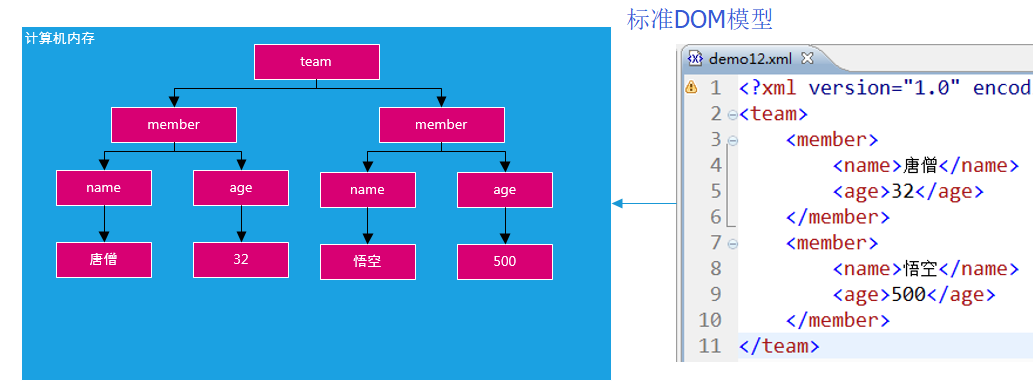 标准DOM模型
计算机内存
team
member member
name age name age
唐僧 32 悟空 500
demo12.xml
1 <?xml version="1.0" encod
2 <team>
3 <member>
4 <name>唐僧</name>
5 <age>32</age>
6 </member>
7 <member>
8 <name>悟空</name>
9 <age>500</age>
10 </member>
11 </team>